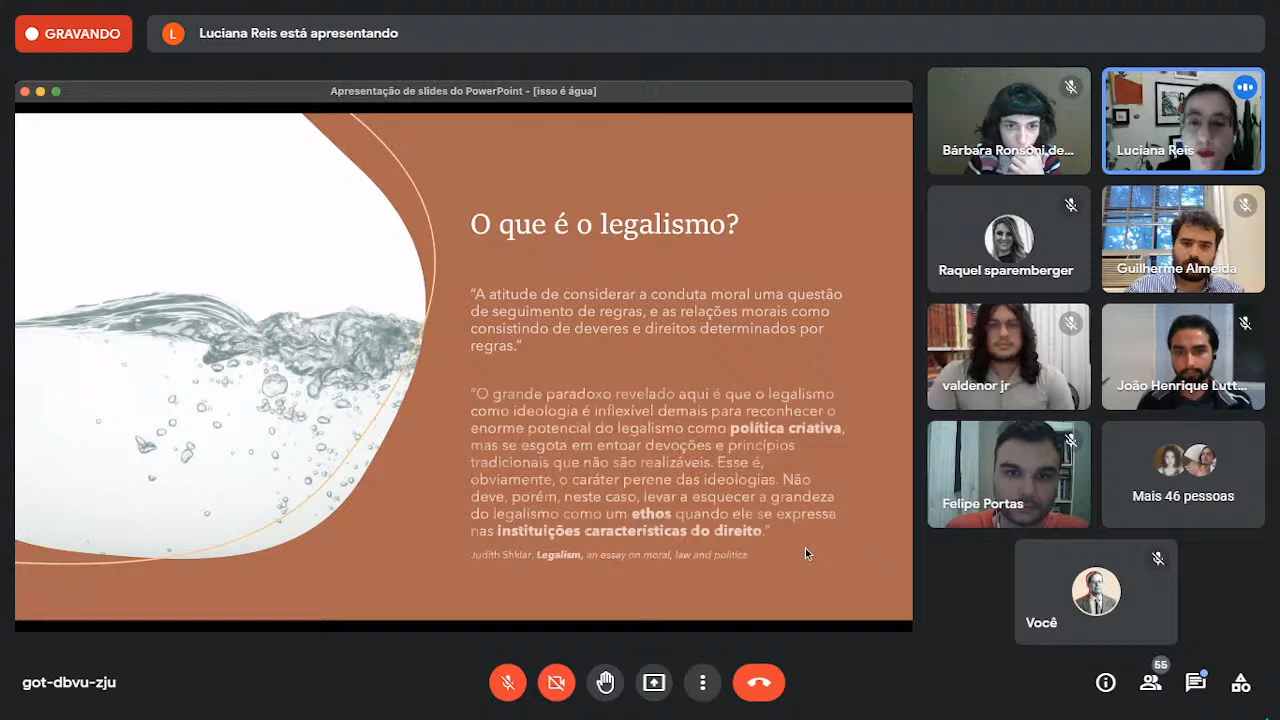 GRAVANDO
L
Luciana Reis está apresentando
Apresentação de slides do PowerPoint - [isso é água]
O que é o legalismo?
"A atitude de considerar a conduta moral uma questão
de seguimento de regras, e as relações morais como
consistindo de deveres e direitos determinados por
regras."
"O grande paradoxo revelado aqui é que o legalismo
como ideologia é inflexível demais para reconhecer o
enorme potencial do legalismo como política criativa,
mas se esgota em entoar devoções e princípios
tradicionais que não são realizáveis. Esse é,
obviamente, o caráter perene das ideologias. Não
deve, porém, neste caso, levar a esquecer a grandeza
do legalismo como um ethos quando ele se expressa
nas instituições características do direito."
Judith Shklar, Legalism, an essay on moral, law and politics
Bárbara Ronsoni de...
Luciana Reis
Raquel sparemberger
Guilherme Almeida
valdenor jr
João Henrique Lutt...
Felipe Portas
Mais 46 pessoas
Você
got-dbvu-zju
55